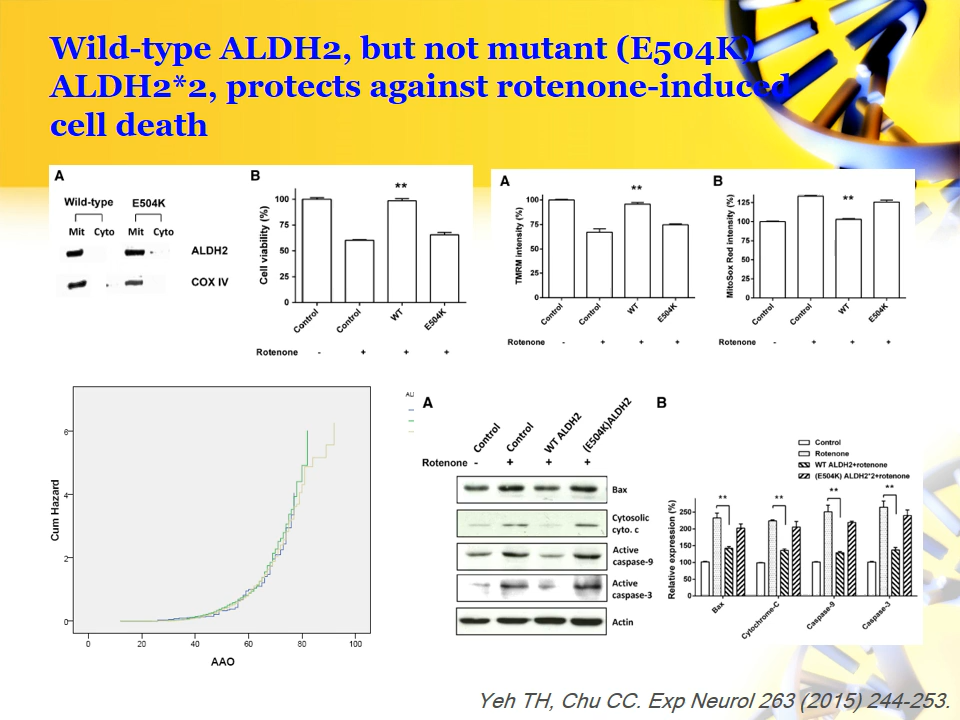 Wild-type ALDH2, but not mutant (E504K)
ALDH2*2, protects against rotenone-induced
cell death
A
Wild-type E504K
Mit Cyto Mit Cyto
ALDH2
COX IV
B
Cell viability (%)
100
75
50
25
0
Control Control WT E504K
Rotenone - + + +
A
TMRM intensity (%)
100
75
50
25
0
Control Control WT E504K
Rotenone - + + +
**
B
MitoSox Red intensity (%)
125
100
75
50
25
0
Control Control WT E504K
Rotenone - + + +
**
**
Cum Hazard
6
4
2
0
0 20 40 60 80 100
AAO
AL
A
Control Control WT ALDH2 (E504K)ALDH2
Rotenone - + + +
Bax
Cytosolic
cyto. c
Active
caspase-9
Active
caspase-3
Actin
B
Control
Rotenone
WT ALDH2+rotenone
(E504K) ALDH2*2+rotenone
Relative expression (%)
250
200
150
100
50
0
** ** ** **
Bax Cytochrome-C Caspase-9 Caspase-3
Yeh TH, Chu CC. Exp Neurol 263 (2015) 244-253.